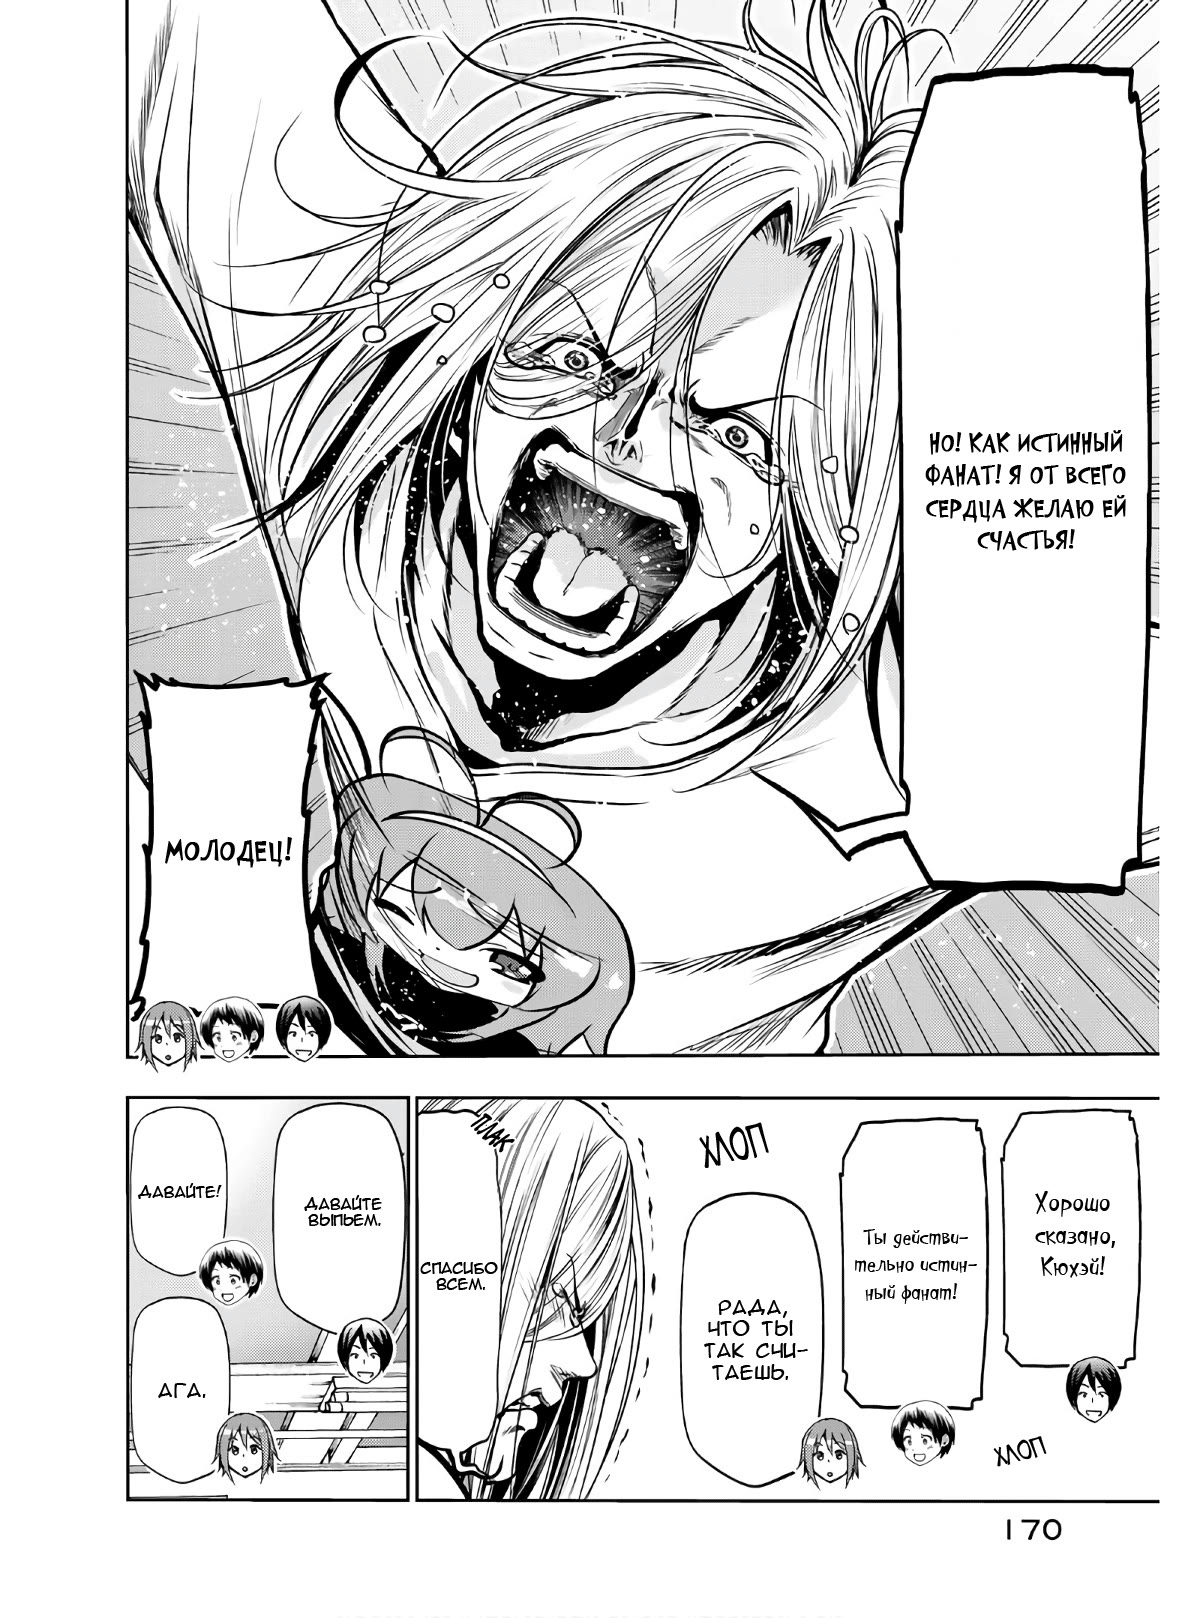 НО! КАК ИСТИННЫЙ
ФАНАТ! Я ОТ ВСЕГО
СЕРДЦА ЖЕЛАЮ ЕЙ
СЧАСТЬЯ!
МОЛОДЕЦ!
Хорошо
сказано,
Кюхэй!
Ты действи-
тельно истин-
ный фанат!
ХЛОП
РАДА,
ЧТО ТЫ
ТАК СЧИ-
ТАЕШЬ.
ХЛОП
ПЛАК
СПАСИБО
ВСЕМ.
ДАВАЙТЕ
ВЫПЬЕМ.
ДАВАЙТЕ!
АГА.
170